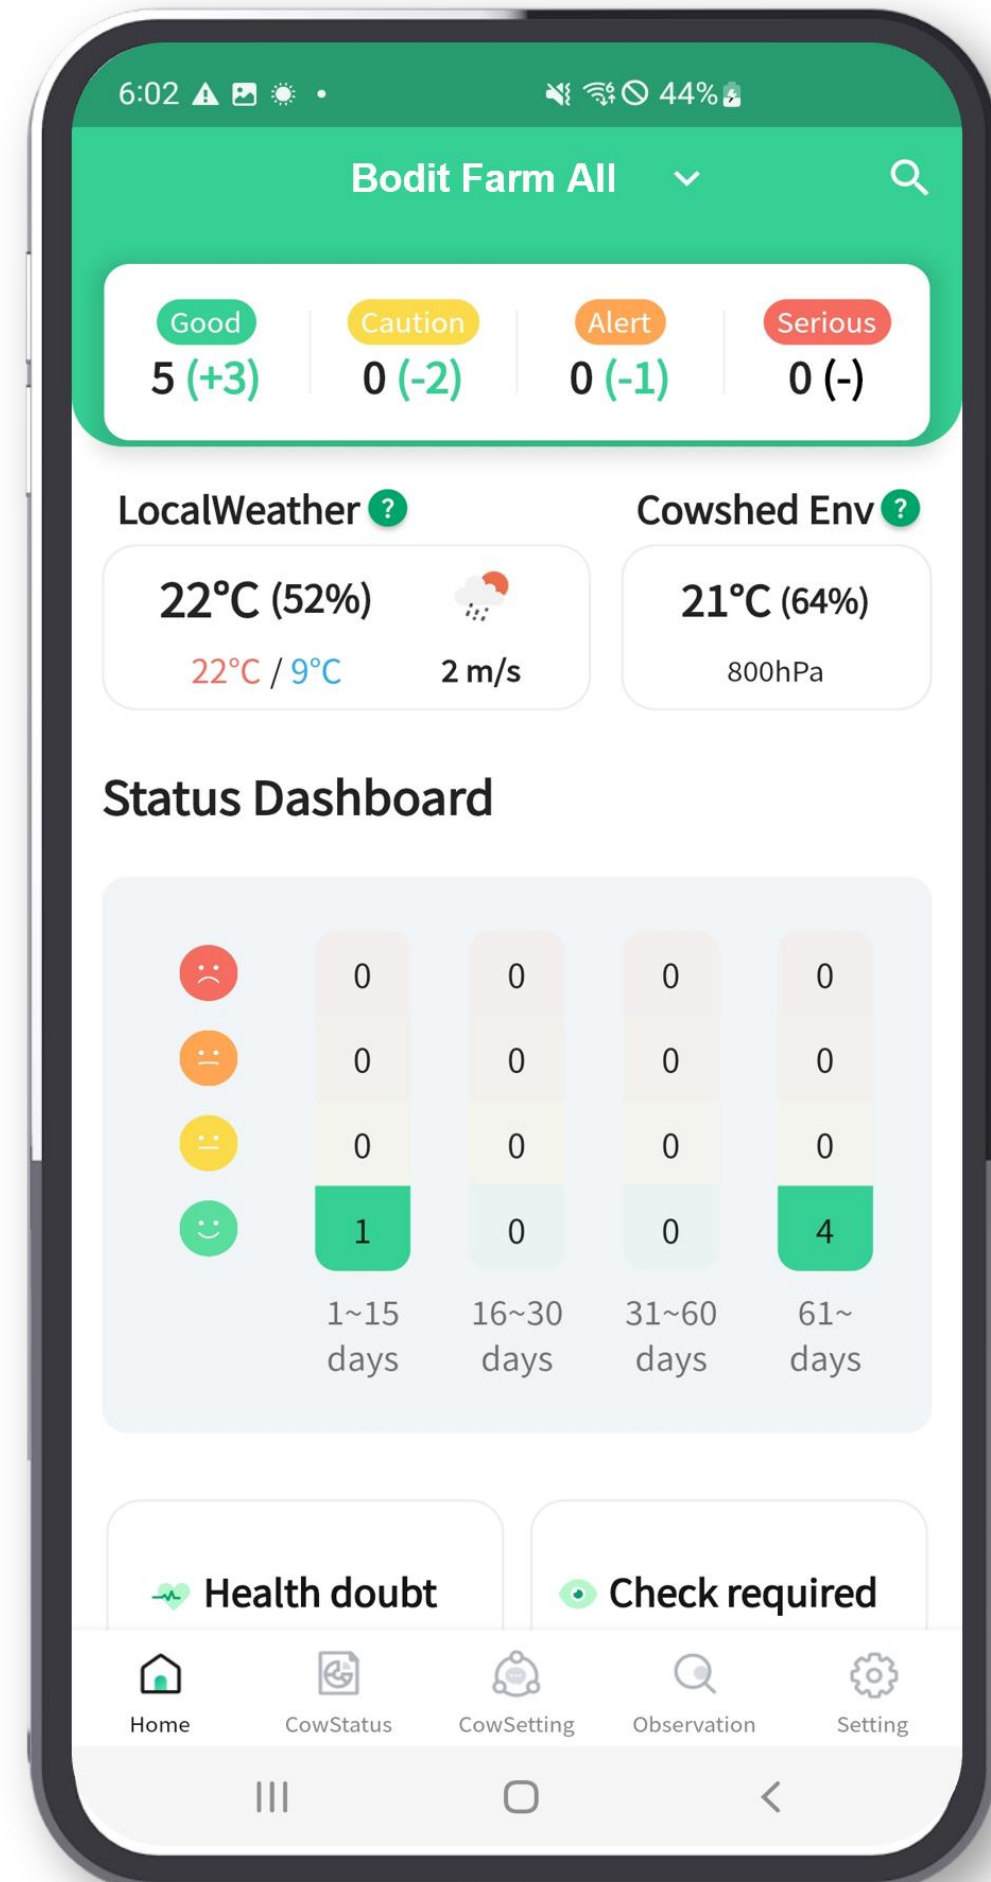 6:02 44%
Bodit Farm All
Good Caution Alert Serious
5 (+3) 0 (-2) 0 (-1) 0 (-)
LocalWeather ? Cowshed Env ?
22°C (52%) 21°C (64%)
22°C / 9°C 2 m/s 800hPa
Status Dashboard
0 0 0 0
0 0 0 0
0 0 0 0
1 0 0 4
1~15 16~30 31~60 61~
days days days days
Health doubt Check required
Home CowStatus CowSetting Observation Setting